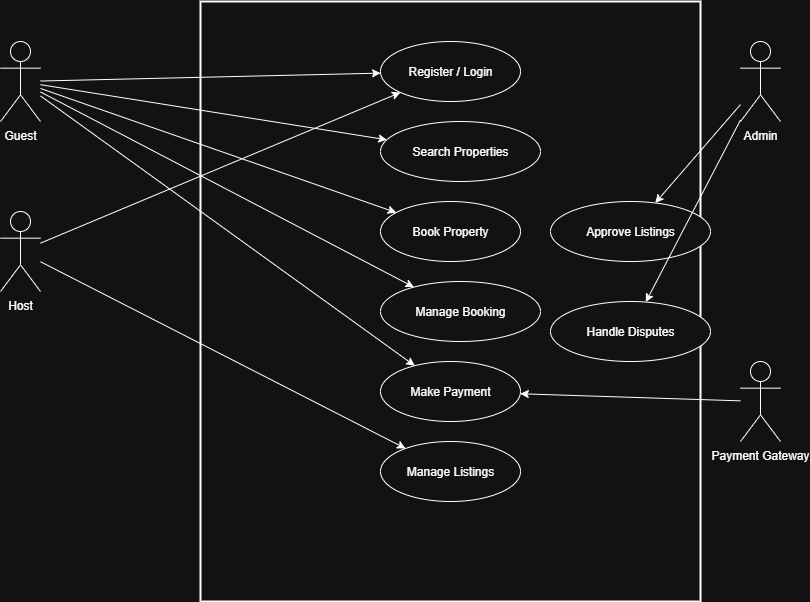 Register / Login
Guest
Admin
Search Properties
Book Property
Approve Listings
Host
Manage Booking
Handle Disputes
Make Payment
Payment Gateway
Manage Listings